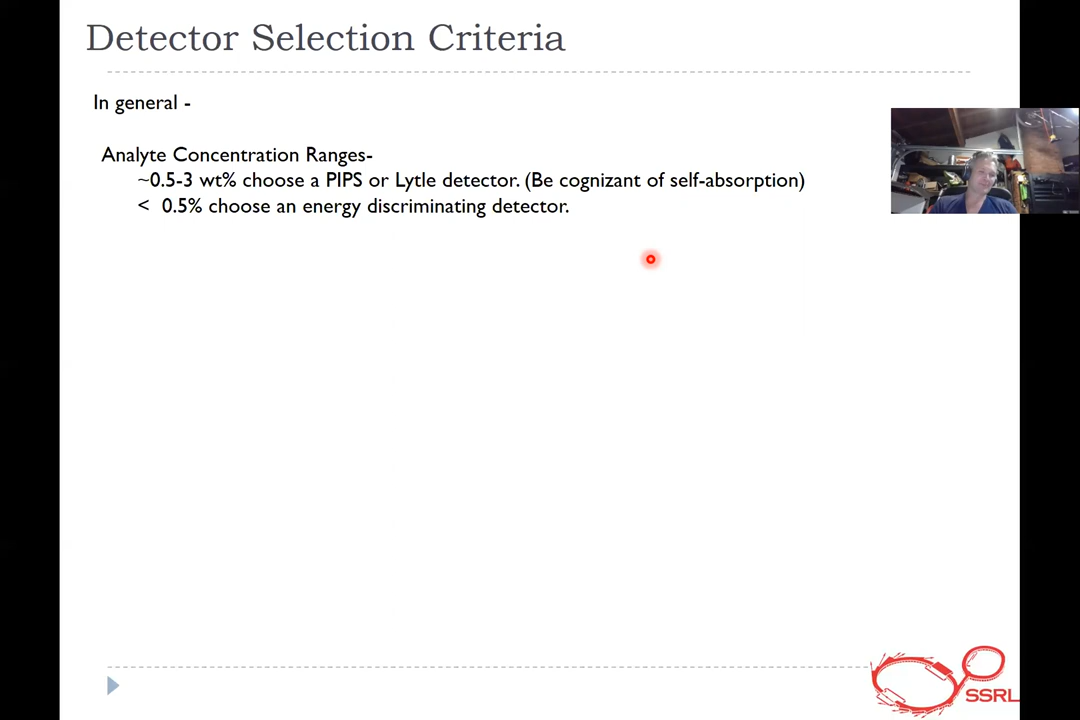 Detector Selection Criteria
In general -
Analyte Concentration Ranges-
~0.5-3 wt% choose a PIPS or Lytle detector. (Be cognizant of self-absorption)
< 0.5% choose an energy discriminating detector.
SSRL